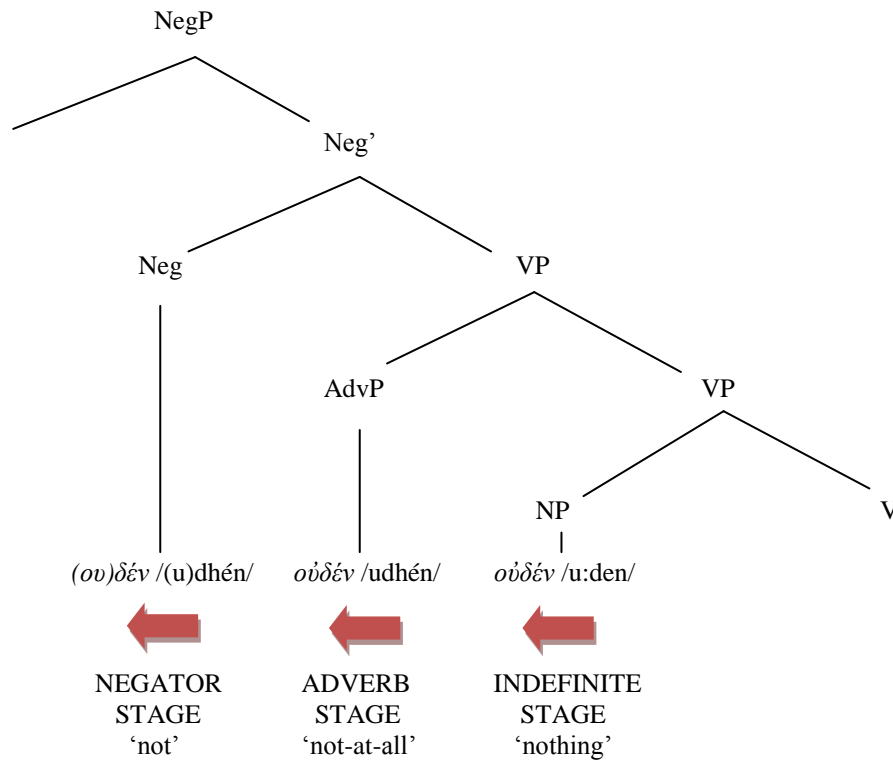 NegP
Neg’
Neg VP
AdvP VP
NP V
(ου)δέν /(u)dhén/ οὐδέν /udhén/ οὐδέν /u:den/
NEGATOR ADVERB INDEFINITE
STAGE STAGE STAGE
‘not’ ‘not-at-all’ ‘nothing’